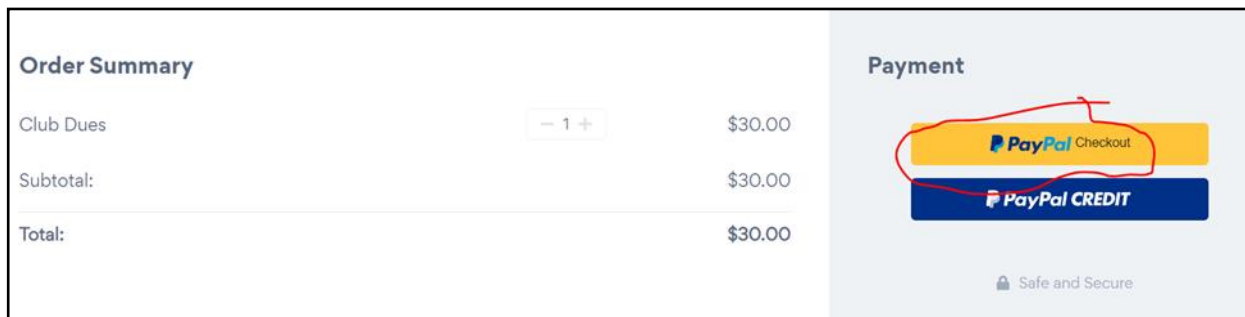 Order Summary
Club Dues − 1 + $30.00
Subtotal: $30.00
Total: $30.00
Payment
PayPal Checkout
PayPal CREDIT
Safe and Secure